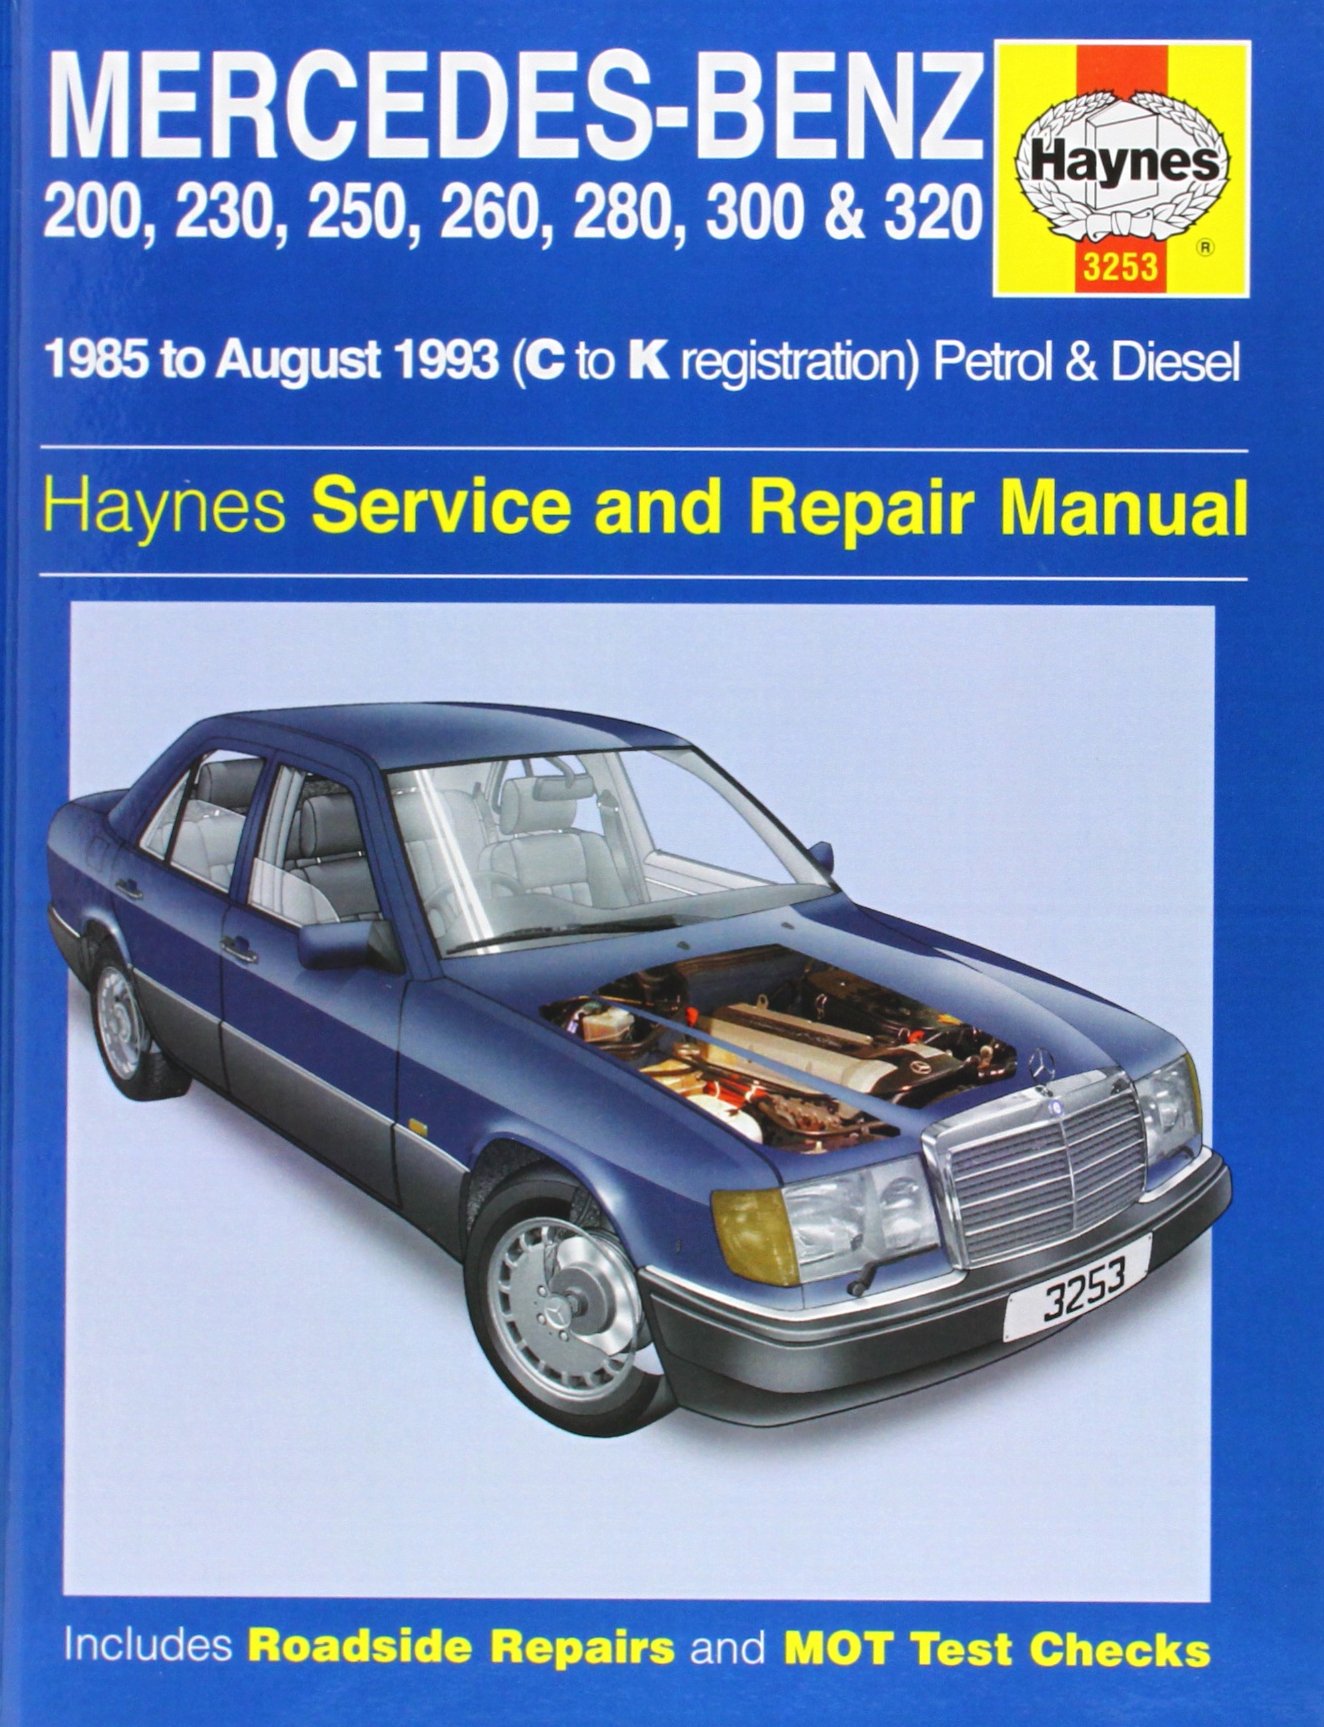 MERCEDES-BENZ
200, 230, 250, 260, 280, 300 & 320
Haynes
®
3253
1985 to August 1993 (C to K registration) Petrol & Diesel
Haynes Service and Repair Manual
3253
Includes Roadside Repairs and MOT Test Checks